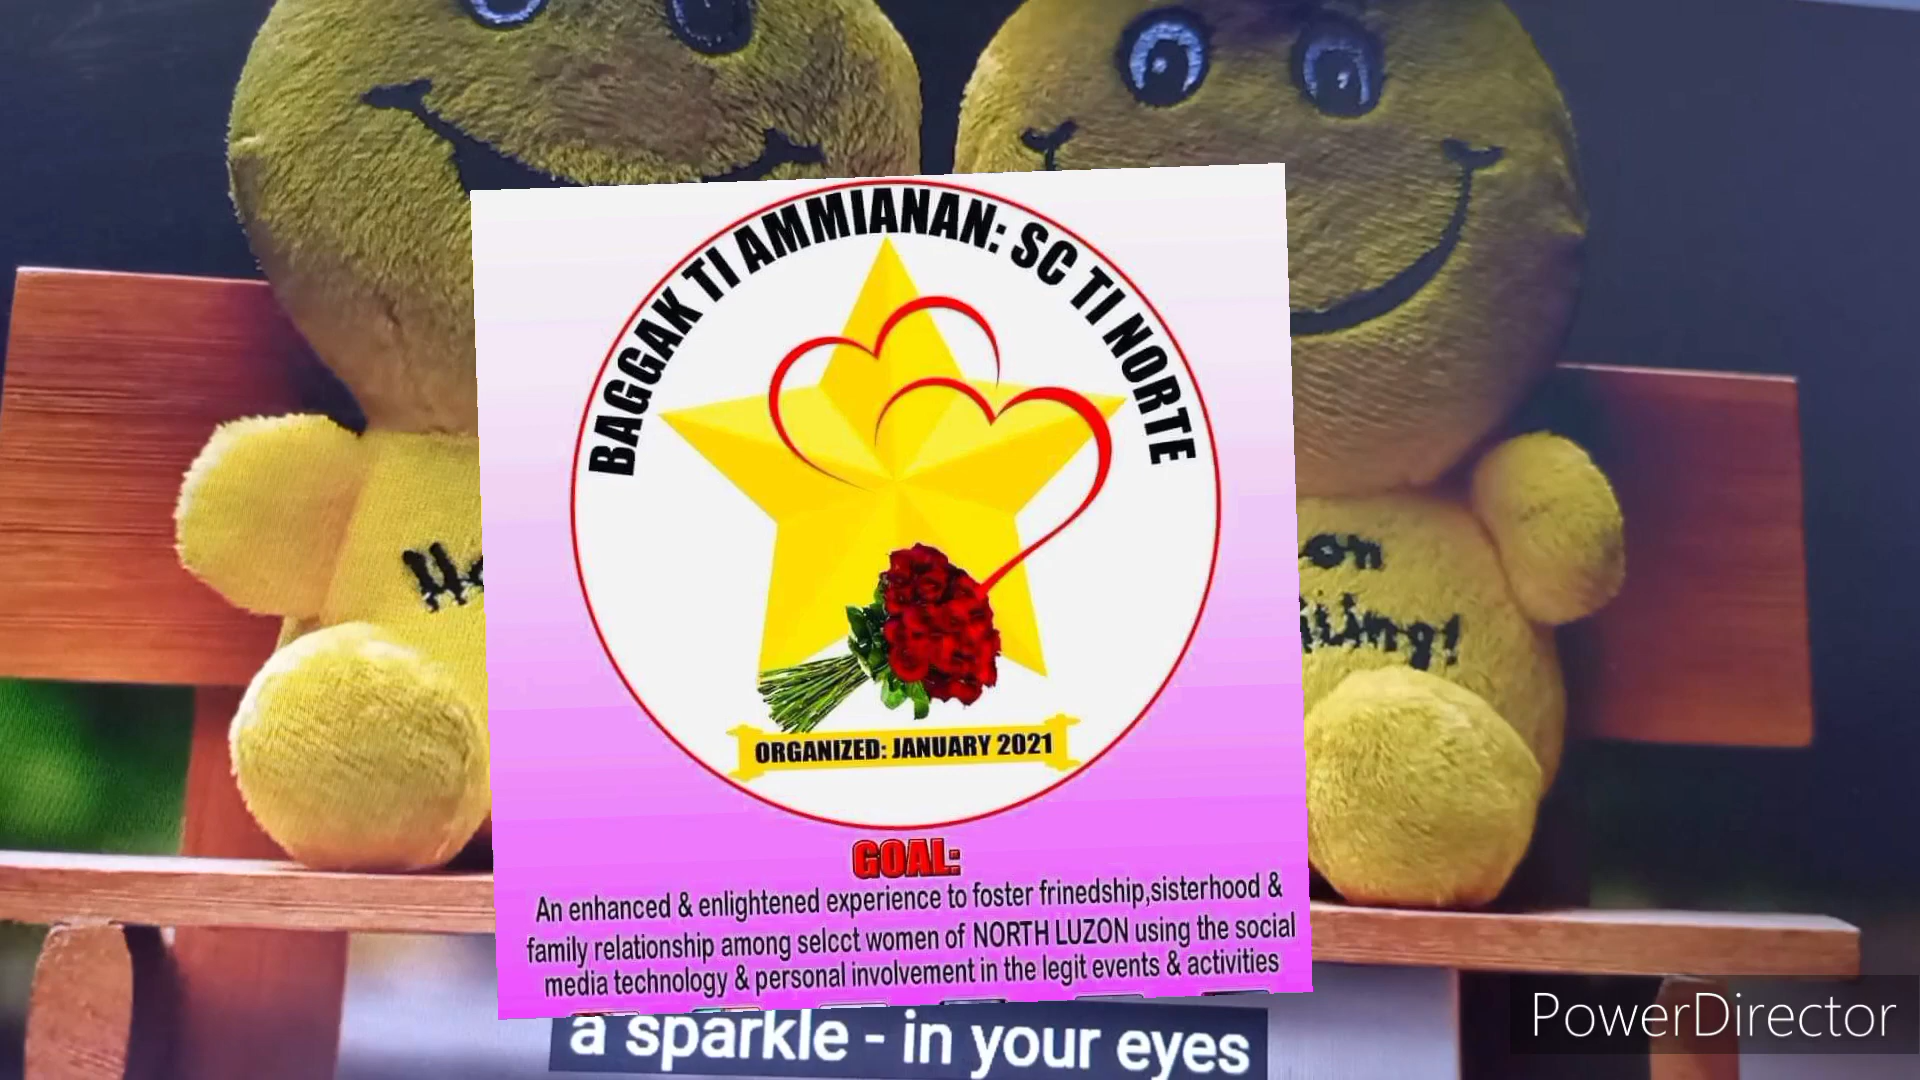 BAGGAK TI AMMIANAN: SC TI NORTE
ORGANIZED: JANUARY 2021
GOAL:
An enhanced & enlightened experience to foster frinedship,sisterhood &
family relationship among selcct women of NORTH LUZON using the social
media technology & personal involvement in the legit events & activities
a sparkle - in your eyes
on
PowerDirector